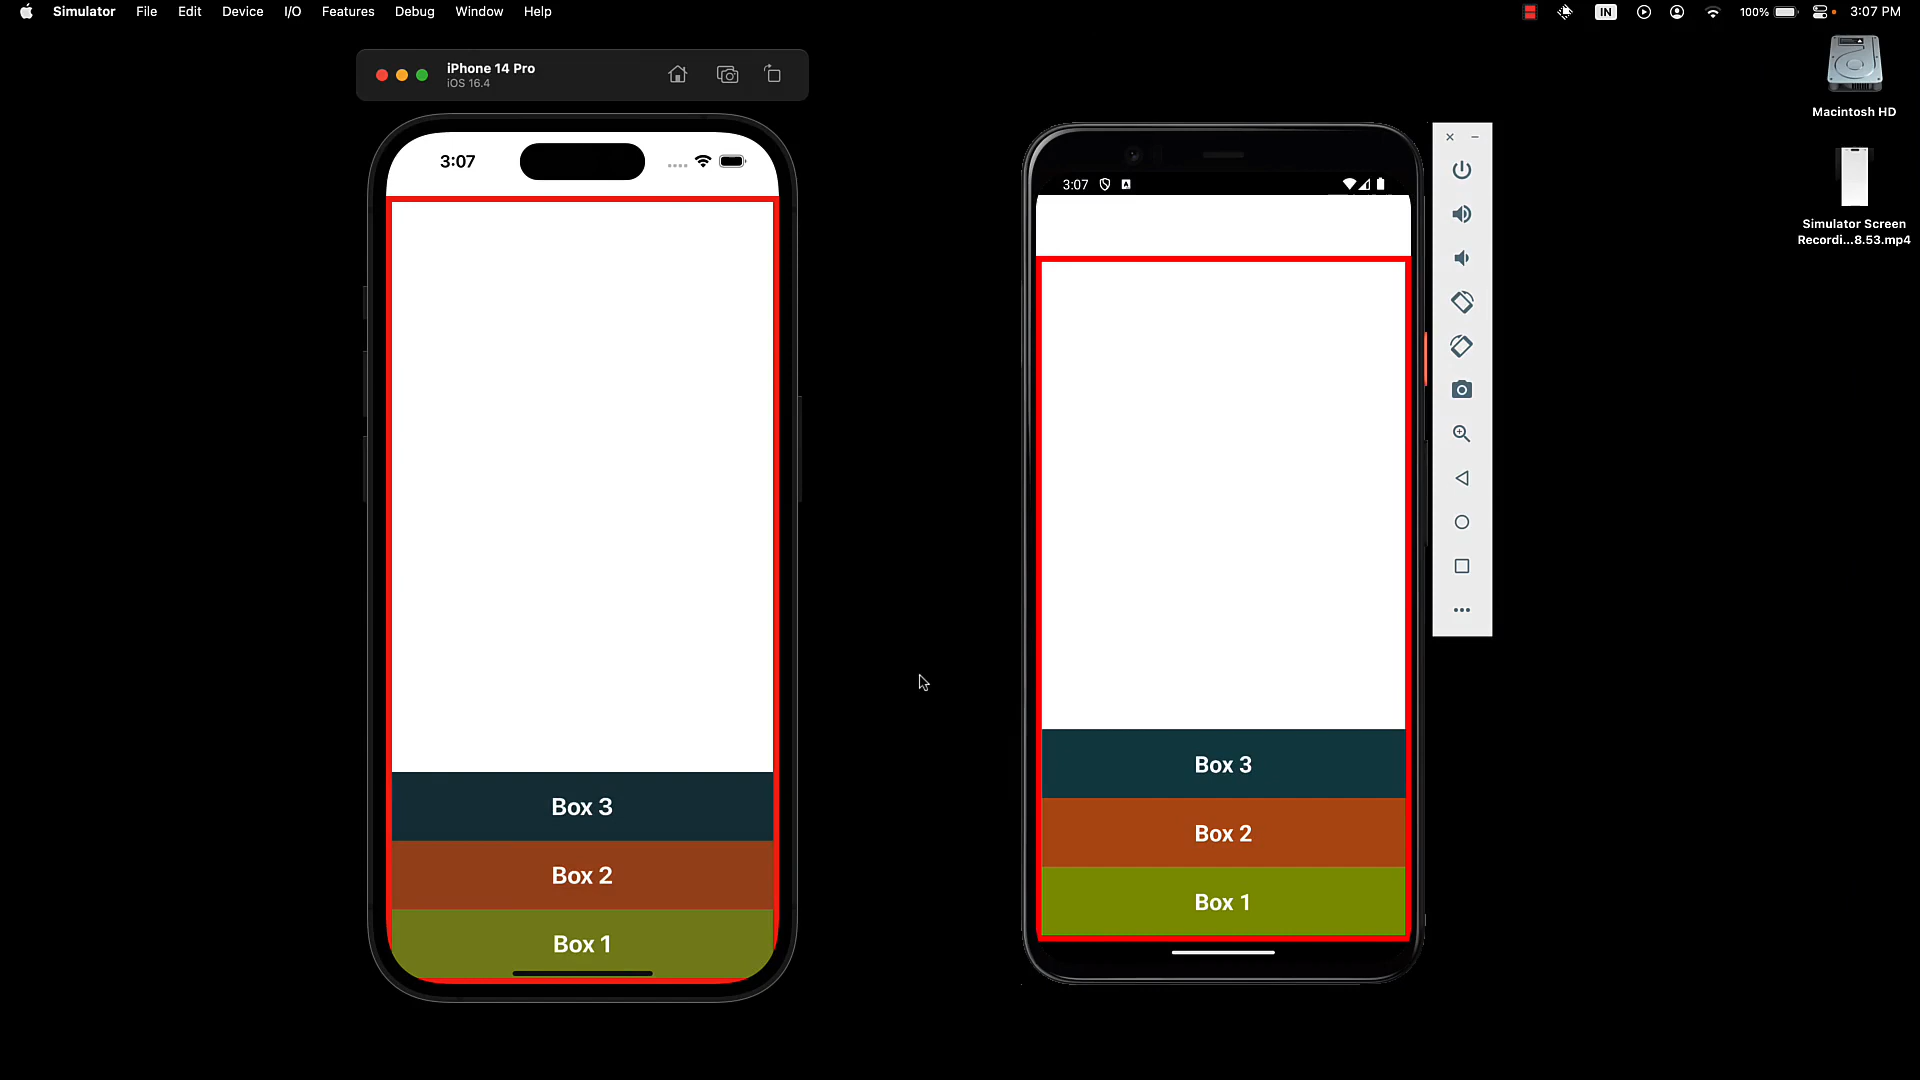 Simulator File Edit Device I/O Features Debug Window Help
IN 100% 3:07 PM
iPhone 14 Pro
iOS 16.4
Macintosh HD
Simulator Screen
Recordi...8.53.mp4
3:07
Box 3
Box 2
Box 1
3:07
Box 3
Box 2
Box 1